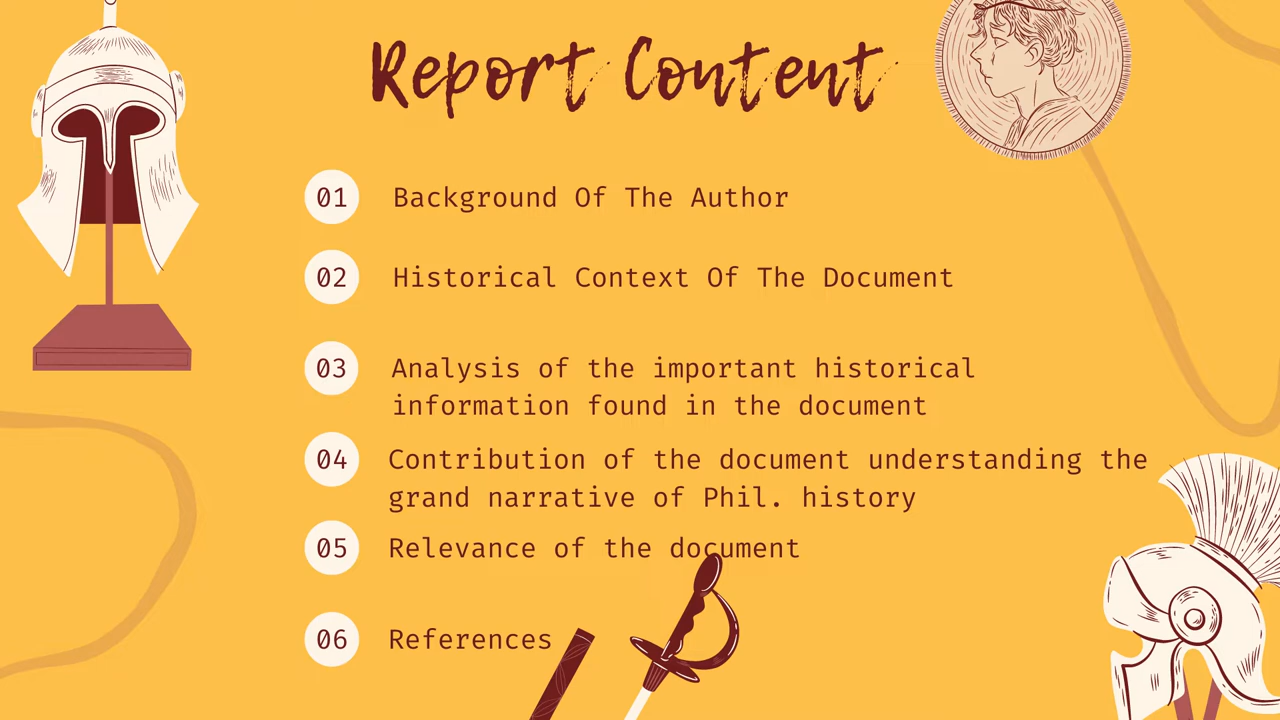 Report Content
01 Background Of The Author
02 Historical Context Of The Document
03 Analysis of the important historical
information found in the document
04 Contribution of the document understanding the
grand narrative of Phil. history
05 Relevance of the document
06 References